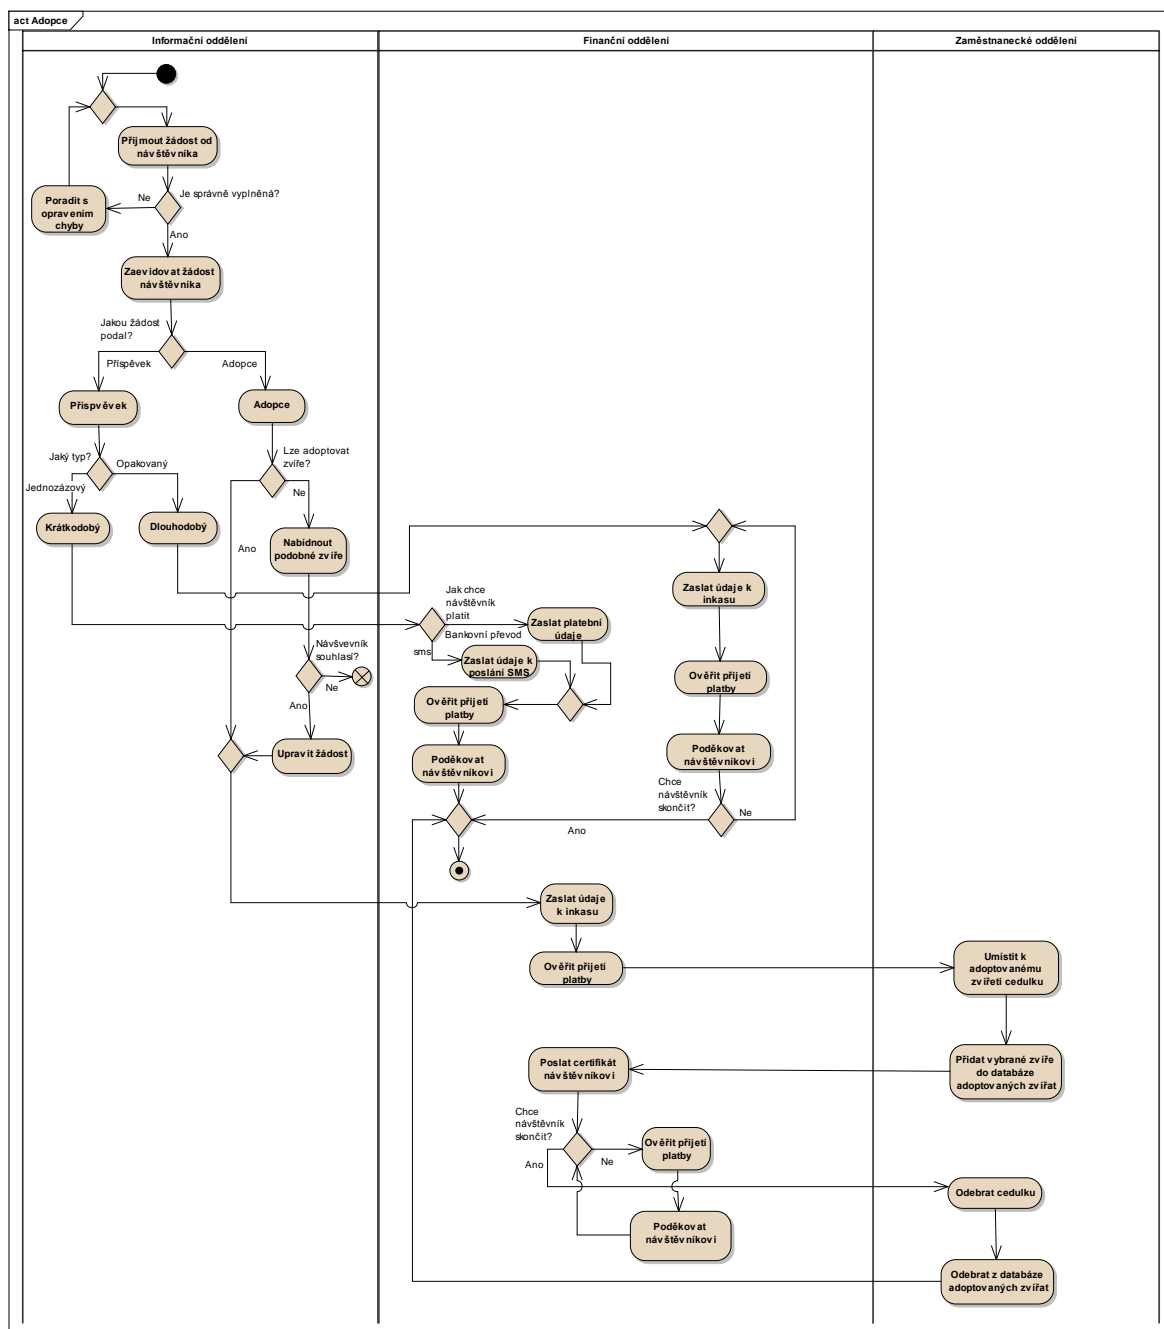 act Adopce
Informační oddělení
Finanční oddělení
Zaměstnanecké oddělení
Přijmout žádost od
návštěvníka
Je správně vyplněná?
Ne
Poradit s
opravením
chyby
Ano
Zaevidovat žádost
návštěvníka
Jakou žádost
podal?
Příspěvek
Adopce
Příspvěvek
Adopce
Jaký typ?
Opakovaný
Jednozázový
Lze adoptovat
zvíře?
Ne
Ano
Krátkodobý
Dlouhodobý
Nabídnout
podobné zvíře
Návšvevník
souhlasí?
Ne
Ano
Upravit žádost
Jak chce
návštěvník
platit
Bankovní převod
sms
Zaslat platební
údaje
Zaslat údaje k
poslání SMS
Ověřit přijetí
platby
Poděkovat
návštěvníkovi
Zaslat údaje k
inkasu
Ověřit přijetí
platby
Poděkovat
návštěvníkovi
Chce
návštěvník
skončit?
Ne
Ano
Zaslat údaje
k inkasu
Ověřit přijetí
platby
Umístit k
adoptovanému
zvířeti cedulku
Přidat vybrané zvíře
do databáze
adoptovaných zvířat
Poslat certifikát
návštěvníkovi
Chce
návštěvník
skončit?
Ano
Ne
Ověřit přijetí
platby
Poděkovat
návštěvníkovi
Odebrat cedulku
Odebrat z databáze
adoptovaných zvířat